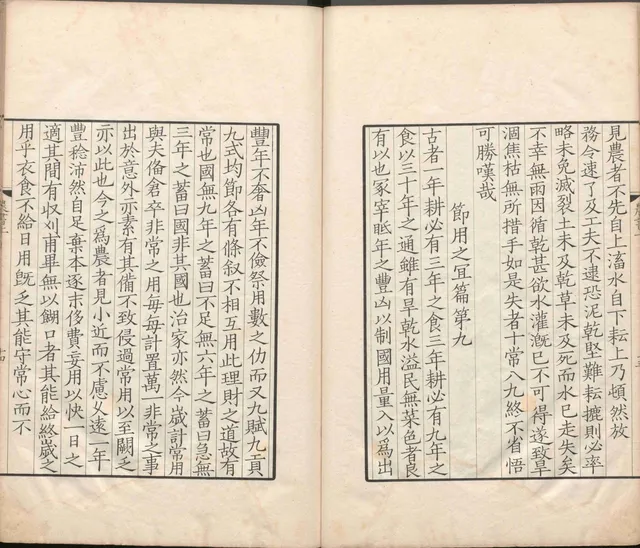 見農者不先自上滀水自下耘上乃頓然放
務令速了及工夫不逮恐泥乾堅難耘摝則必率
略未免滅裂土未及乾草未及死而水已走失矣
不幸無雨因循乾甚欲水灌漑已不可得遂致旱
涸焦枯無所措手如是失者十常八九終不省悟
可勝嘆哉
節用之宜篇第九
古者一年耕必有三年之食三年耕必有九年之
食以三十年之通雖有旱乾水溢民無菜色者良
有以也冢宰眂年之豐凶以制國用量入以為出
豐年不奢凶年不儉祭用數之仂而又九賦九貢
九式均節各有條叙不相互用此理財之道故有
常也國無九年之蓄曰不足無六年之蓄曰急無
三年之蓄曰國非其國也治家亦然今歲計常用
與夫倫倉卒非常之用每每計置萬一非常之事
出於意外亦素有其備不致侵過常用以至闕乏
亦以此也今之為農者見小近而不慮久遠一年
豐稔沛然自足棄本逐末侈費妄用以快一日之
適其間有收刈甫畢無以餬口者其能給終歲之
用乎衣食不給日用旣乏其能守常心而不